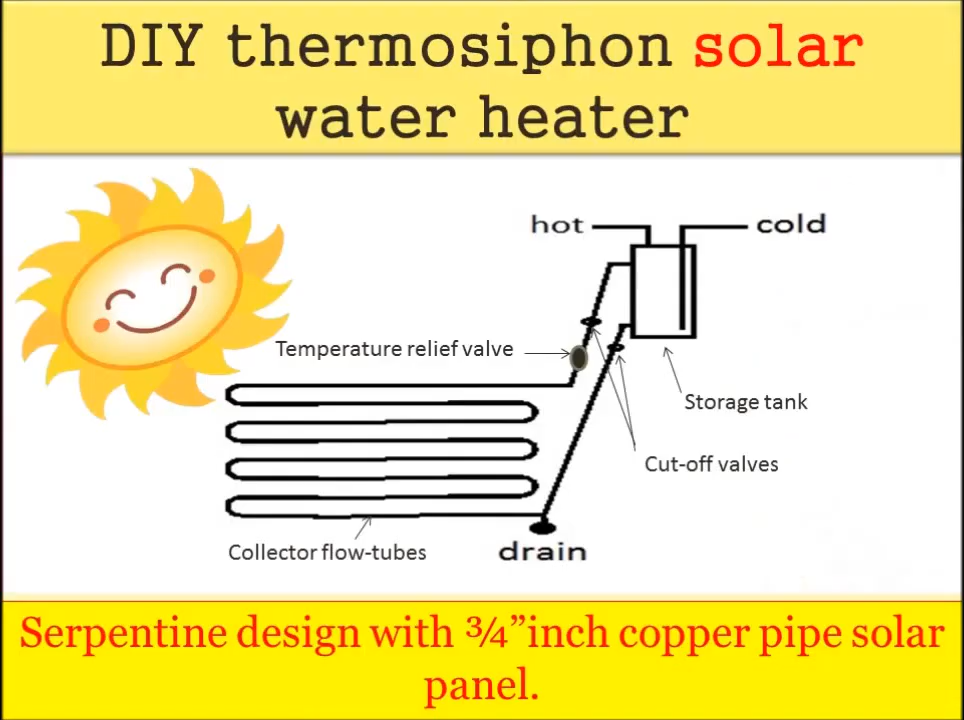 DIY thermosiphon solar
water heater
hot
cold
Temperature relief valve
Storage tank
Cut-off valves
Collector flow-tubes
drain
Serpentine design with ¾”inch copper pipe solar
panel.